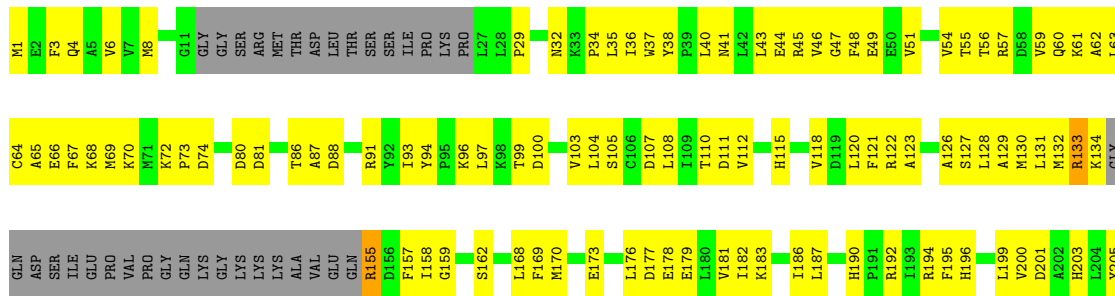 M1 E2 F3 Q4 A5 V6 V7 M8 G11 GLY GLY SER ARG MET THR ASP LEU THR SER SER ILE PRO LYS PRO L27 L28 P29 N32 K33 P34 L35 I36 W37 Y38 P39 L40 N41 L42 L43 E44 R45 V46 G47 F48 E49 E50 V51 V54 T55 T56 R57 D58 V59 Q60 K61 A62 L63
C64 A65 E66 F67 K68 M69 K70 M71 K72 P73 D74 D80 D81 T86 A87 D88 R91 Y92 I93 Y94 P95 K96 L97 K98 T99 D100 V103 L104 S105 C106 D107 L108 I109 T110 D111 V112 H115 V118 D119 L120 F121 R122 A123 A126 S127 L128 A129 M130 L131 M132 R133 K134 GLY
GLN ASP SER ILE GLU PRO VAL PRO GLY GLN LYS GLY LYS LYS LYS ALA VAL GLU GLN R155 D156 F157 I158 G159 S162 L168 F169 M170 E173 L176 D177 E178 E179 L180 V181 I182 K183 I186 L187 H190 P191 R192 I193 R194 F195 H196 L199 V200 D201 A202 H203 L204 Y205